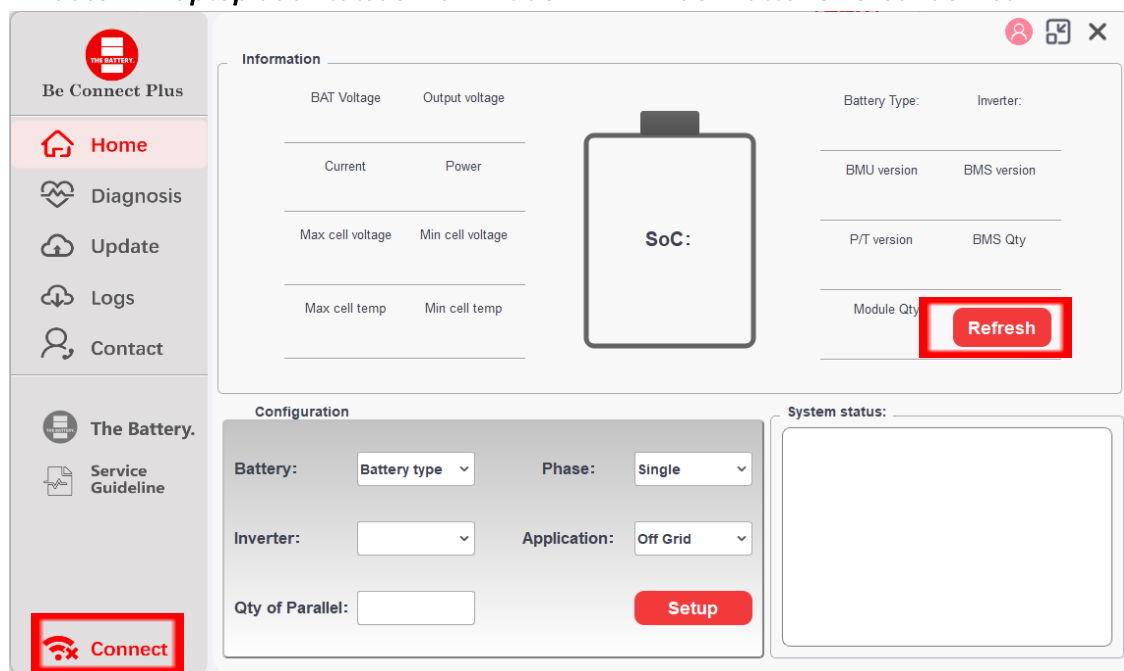 THE BATTERY.
Be Connect Plus
Home
Diagnosis
Update
Logs
Contact
The Battery.
Service
Guideline
Connect
Information
BAT Voltage Output voltage
Current Power
Max cell voltage Min cell voltage
Max cell temp Min cell temp
SoC:
Battery Type: Inverter:
BMU version BMS version
P/T version BMS Qty
Module Qty
Refresh
Configuration
Battery: Battery type Phase: Single
Inverter: Application: Off Grid
Qty of Parallel: Setup
System status: